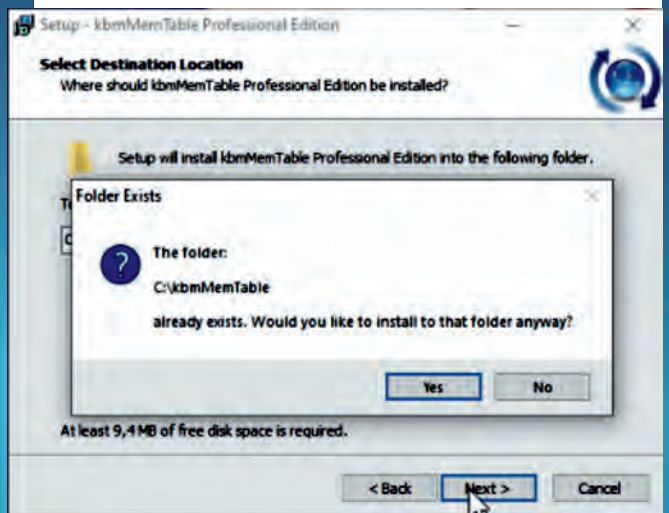 Setup - kbmMemTable Professional Edition
Select Destination Location
Where should kbmMemTable Professional Edition be installed?
Setup will install kbmMemTable Professional Edition into the following folder.
Folder Exists
?
The folder:
C:\kbmMemTable
already exists. Would you like to install to that folder anyway?
Yes No
At least 9,4 MB of free disk space is required.
< Back Next > Cancel